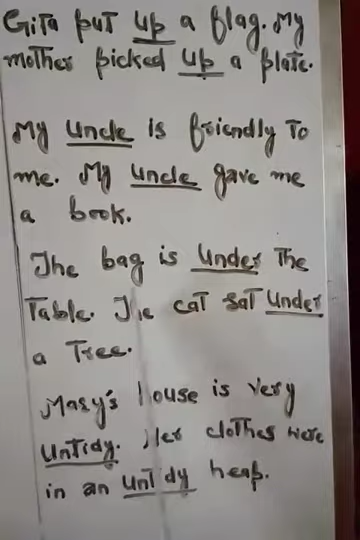 Gita put up a flag. My
mother picked up a plate.
My Uncle is friendly to
me. My Uncle gave me
a book.
The bag is Under the
Table. The cat sat Under
a Tree.
Mary's house is very
Untidy. Her clothes were
in an untidy heap.